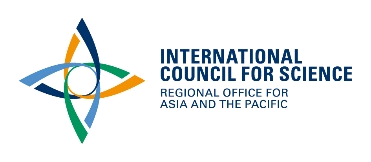 INTERNATIONAL
COUNCIL FOR SCIENCE
REGIONAL OFFICE FOR
ASIA AND THE PACIFIC